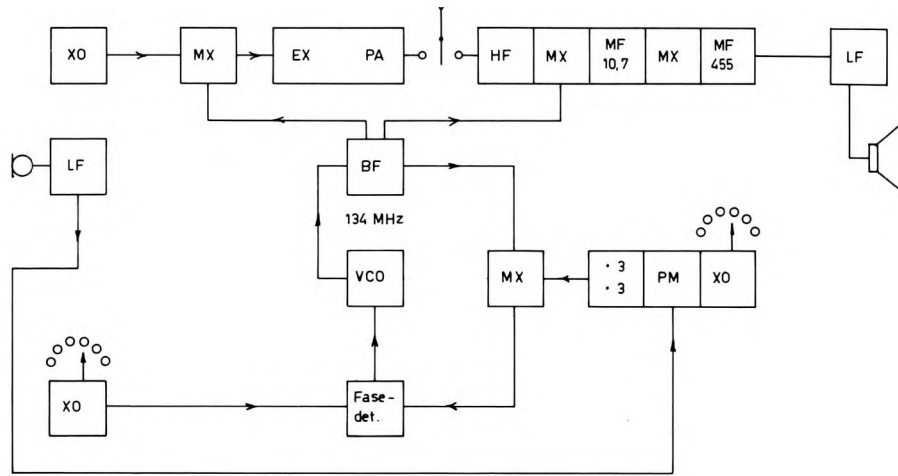 XO
MX
EX PA
HF
MX
MF
10,7
MX
MF
455
LF
LF
BF
134 MHz
VCO
MX
· 3
· 3
PM
XO
XO
Fase-
det.